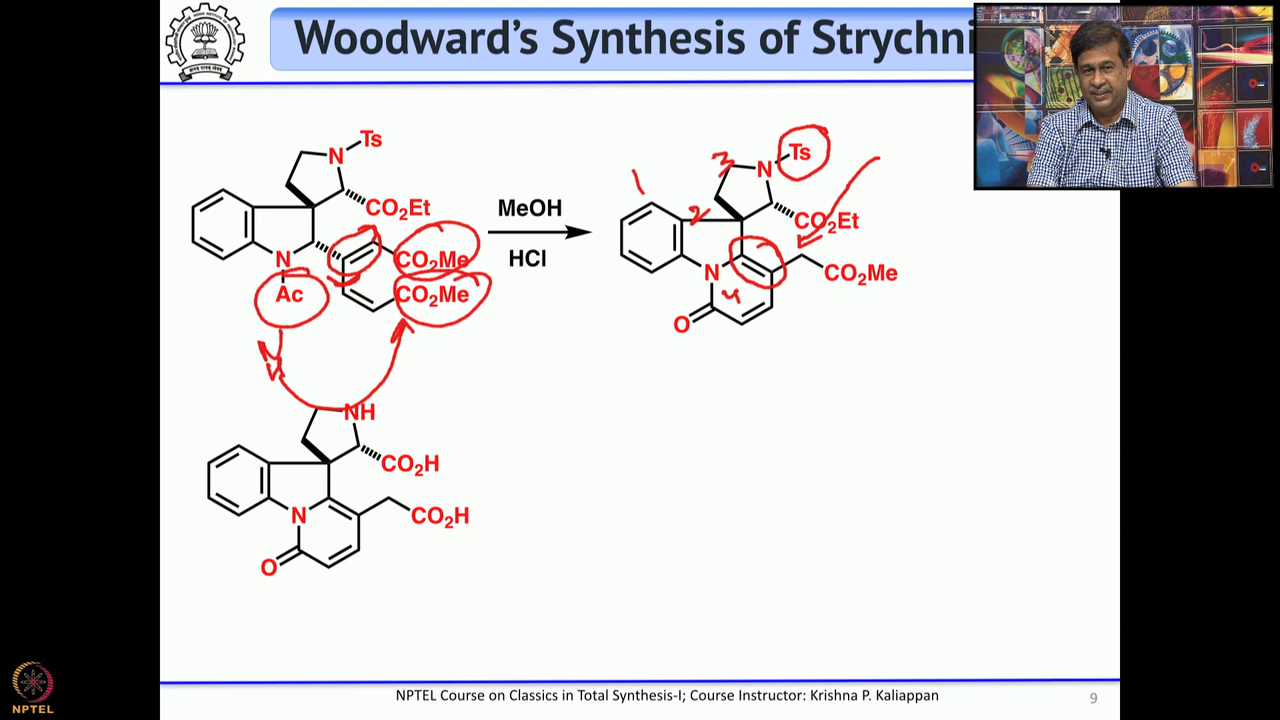 Woodward's Synthesis of Strychni
N
Ts
CO₂Et
N
Ac
CO₂Me
CO₂Me
MeOH
HCl
1
2
3
4
N
Ts
CO₂Et
N
O
CO₂Me
NH
CO₂H
N
O
CO₂H
NPTEL
NPTEL Course on Classics in Total Synthesis-I; Course Instructor: Krishna P. Kaliappan
9